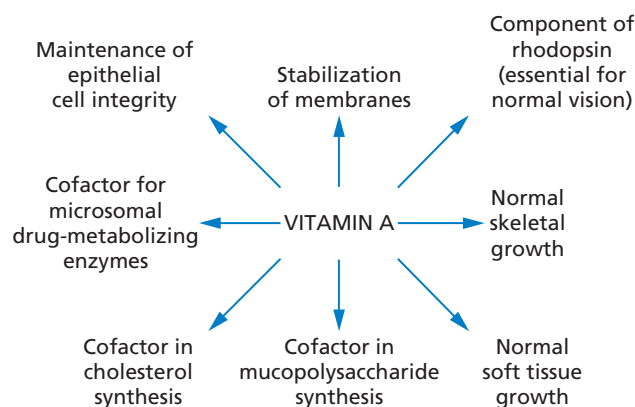 Maintenance of
epithelial
cell integrity
Stabilization
of membranes
Component of
rhodopsin
(essential for
normal vision)
Cofactor for
microsomal
drug-metabolizing
enzymes
VITAMIN A
Normal
skeletal
growth
Cofactor in
cholesterol
synthesis
Cofactor in
mucopolysaccharide
synthesis
Normal
soft tissue
growth